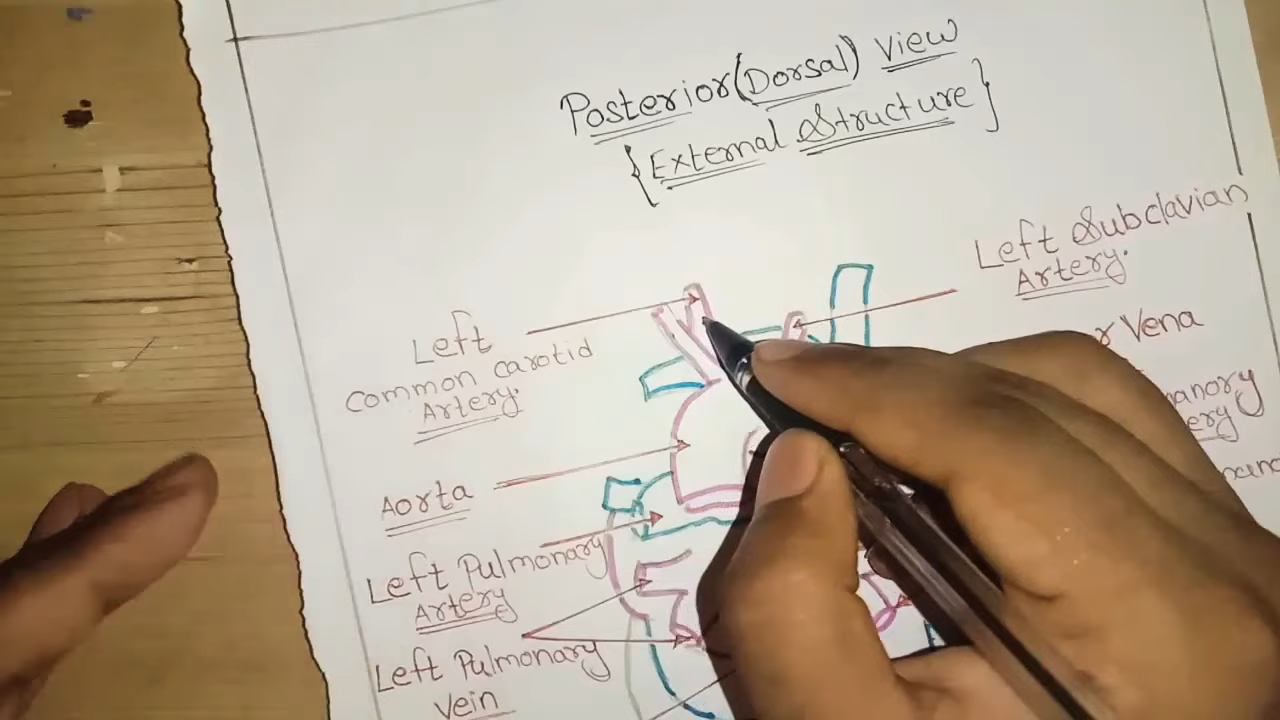 Posterior(Dorsal) View
{External Structure}
Left Subclavian
Artery.
Left
common carotid
Artery.
Vena
Aorta
Left Pulmonary
Artery
Left Pulmonary
vein